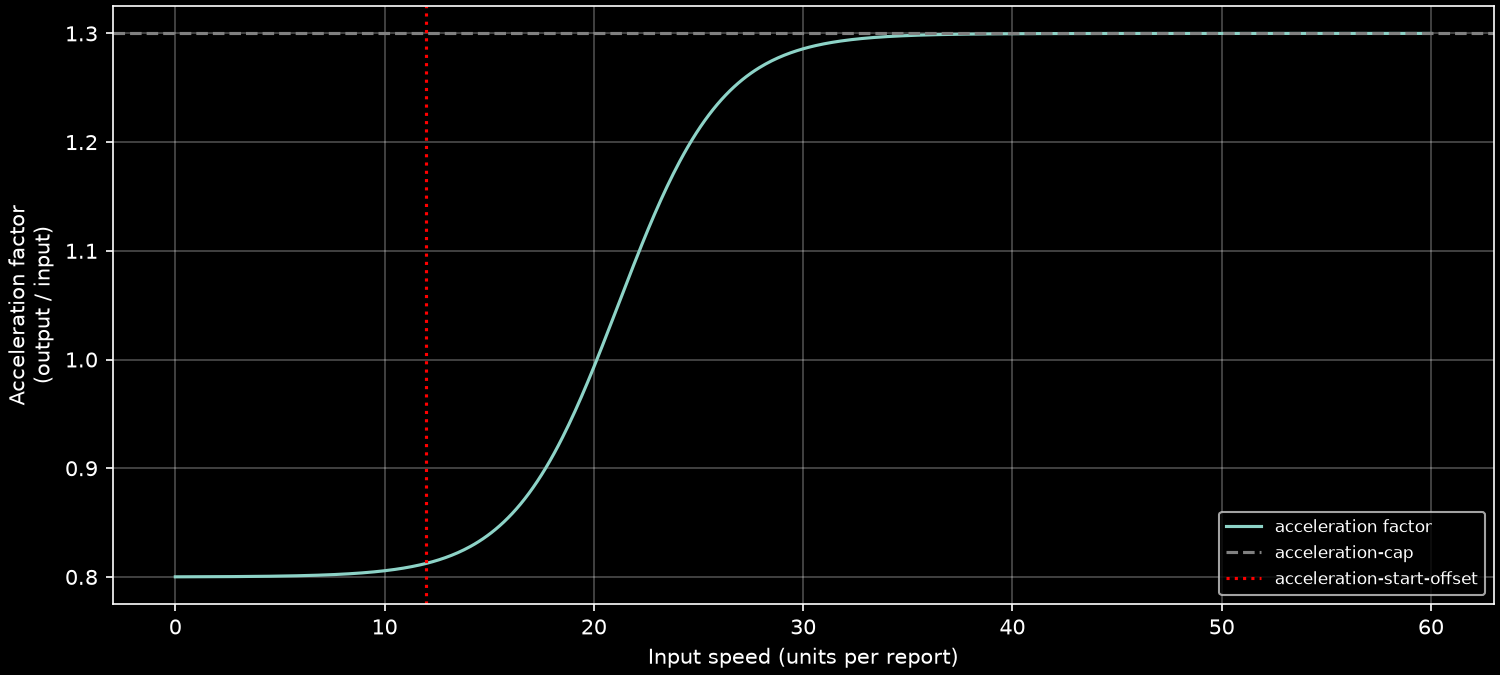 1.3
1.2
1.1
1.0
0.9
0.8
Acceleration factor
(output / input)
0 10 20 30 40 50 60
Input speed (units per report)
acceleration factor
acceleration-cap
acceleration-start-offset